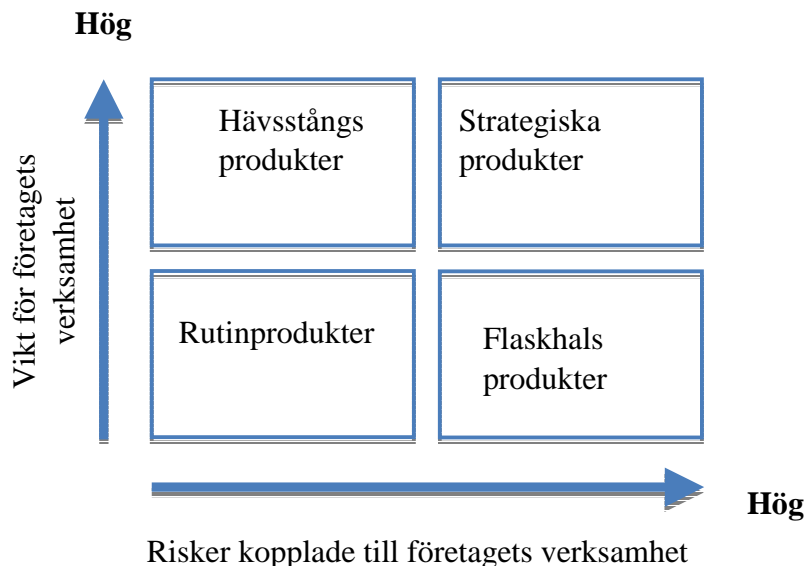 Hög
Hävsstångs
produkter
Strategiska
produkter
Vikt för företagets
verksamhet
Rutinprodukter
Flaskhals
produkter
Hög
Risker kopplade till företagets verksamhet